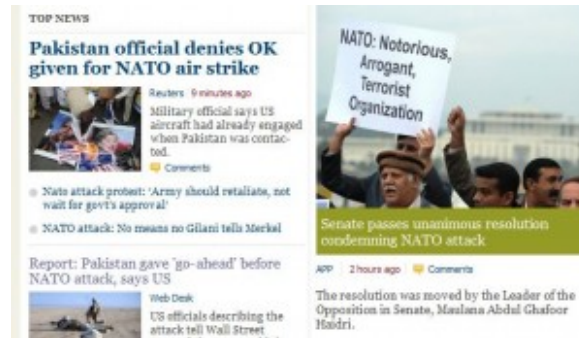 TOP NEWS
Pakistan official denies OK
given for NATO air strike
Reuters 9 minutes ago
Military official says US
aircraft had already engaged
when Pakistan was contac-
ted.
Comments
Nato attack protest: 'Army should retaliate, not
wait for govt's approval'
NATO attack: No means no Gilani tells Merkel
Report: Pakistan gave 'go-ahead' before
NATO attack, says US
Web Desk
US officials describing the
attack tell Wall Street
NATO: Notorious,
Arrogant,
Terrorist
Organization
Senate passes unanimous resolution
condemning NATO attack
APP 2 hours ago Comments
The resolution was moved by the Leader of the
Opposition in Senate, Maulana Abdul Ghafoor
Haidri.